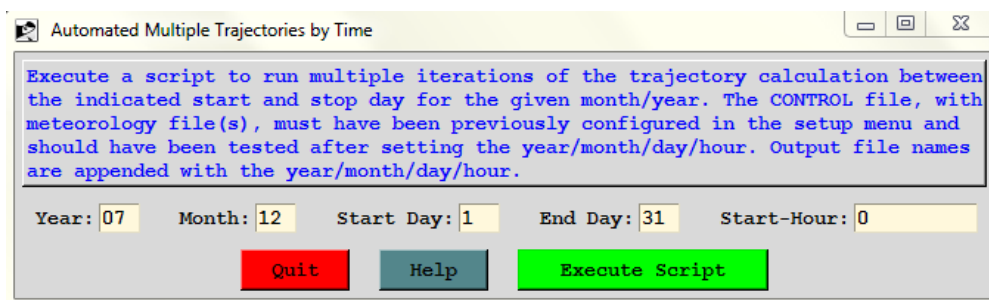 Automated Multiple Trajectories by Time
Execute a script to run multiple iterations of the trajectory calculation between
the indicated start and stop day for the given month/year. The CONTROL file, with
meteorology file(s), must have been previously configured in the setup menu and
should have been tested after setting the year/month/day/hour. Output file names
are appended with the year/month/day/hour.
Year: 07 Month: 12 Start Day: 1 End Day: 31 Start-Hour: 0
Quit Help Execute Script